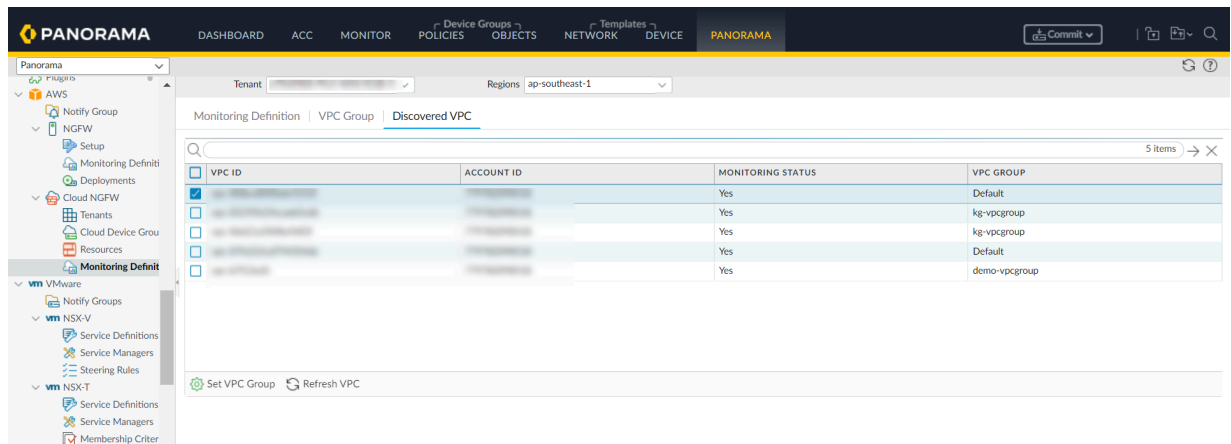 PANORAMA
DASHBOARD ACC MONITOR Device Groups POLICIES OBJECTS Templates NETWORK DEVICE PANORAMA Commit
Panorama
Tenant Regions ap-southeast-1
Plugins
AWS
Notify Group
NGFW
Setup
Monitoring Definiti
Deployments
Cloud NGFW
Tenants
Cloud Device Grou
Resources
Monitoring Definit
VMware
Notify Groups
vm NSX-V
Service Definitions
Service Managers
Steering Rules
vm NSX-T
Service Definitions
Service Managers
Membership Criter
Monitoring Definition | VPC Group | Discovered VPC
5 items
VPC ID ACCOUNT ID MONITORING STATUS VPC GROUP
Yes Default
Yes kg-vpcgroup
Yes kg-vpcgroup
Yes Default
Yes demo-vpcgroup
Set VPC Group Refresh VPC